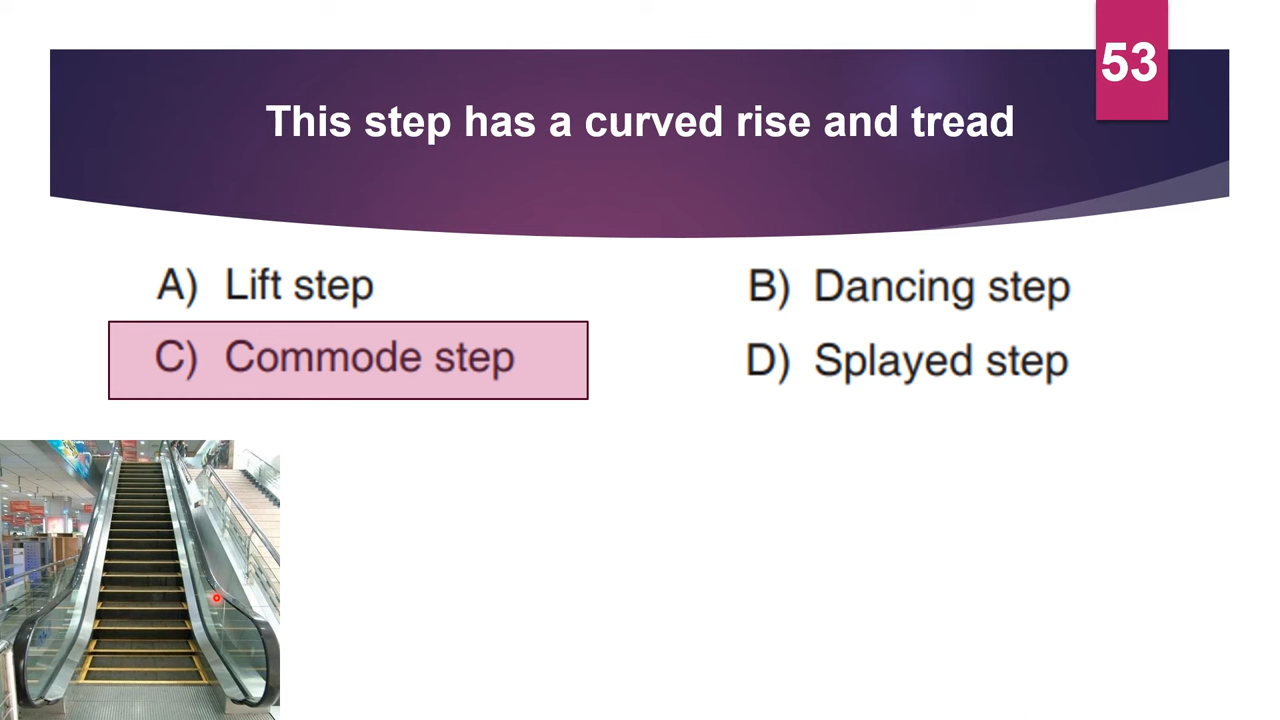 53
This step has a curved rise and tread
A) Lift step
B) Dancing step
C) Commode step
D) Splayed step